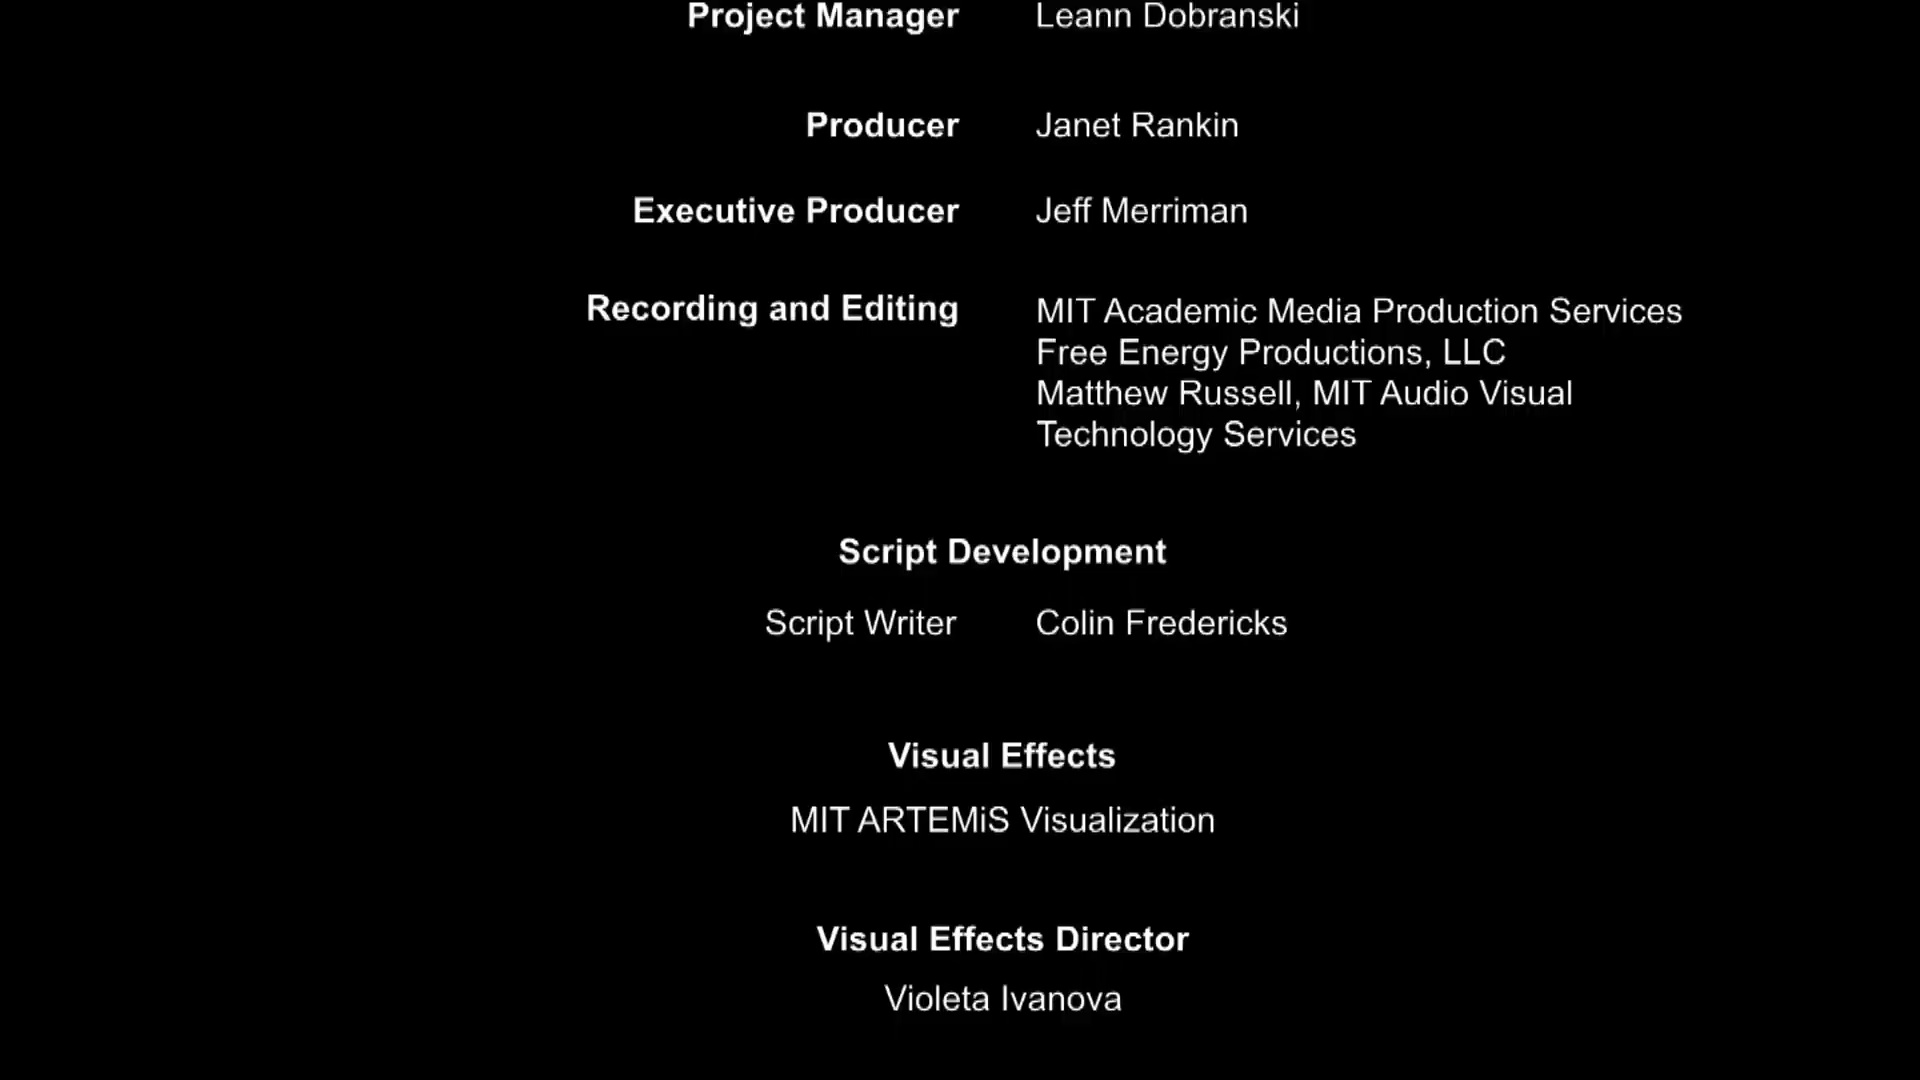 Project Manager Leann Dobranski
Producer Janet Rankin
Executive Producer Jeff Merriman
Recording and Editing MIT Academic Media Production Services
Free Energy Productions, LLC
Matthew Russell, MIT Audio Visual
Technology Services
Script Development
Script Writer Colin Fredericks
Visual Effects
MIT ARTEMiS Visualization
Visual Effects Director
Violeta Ivanova